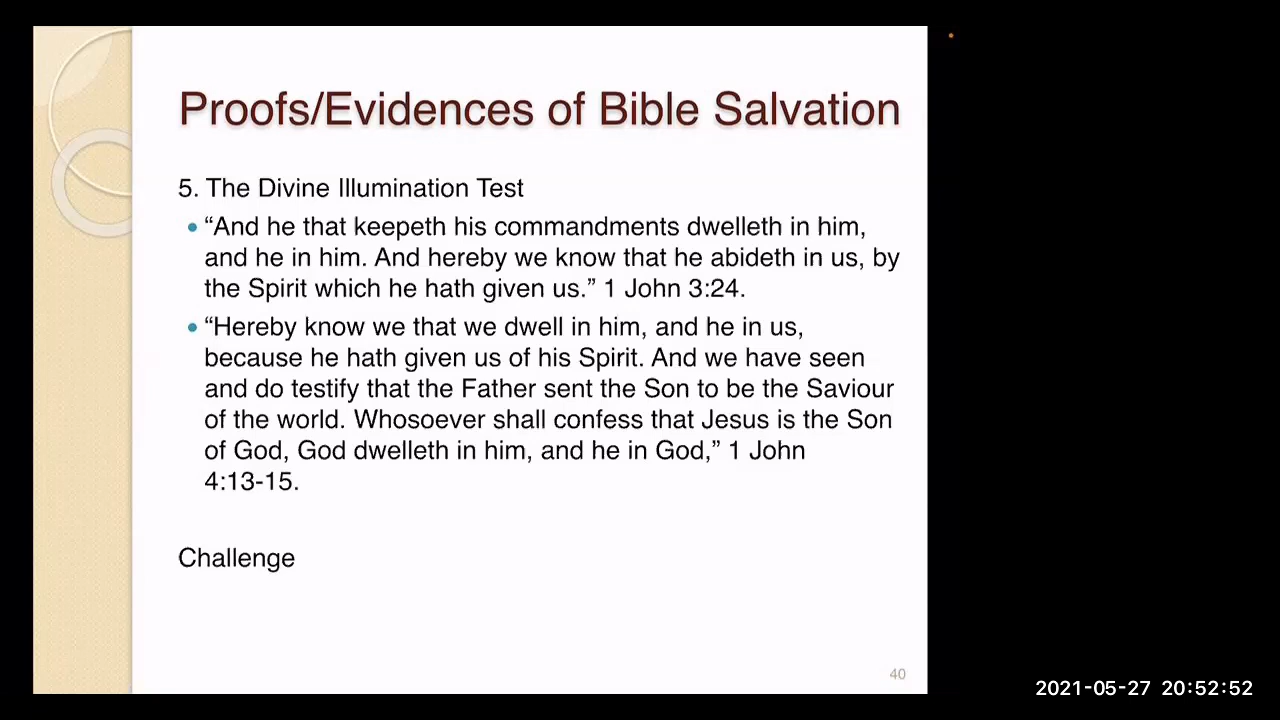 Proofs/Evidences of Bible Salvation
5. The Divine Illumination Test
• “And he that keepeth his commandments dwelleth in him,
and he in him. And hereby we know that he abideth in us, by
the Spirit which he hath given us.” 1 John 3:24.
• “Hereby know we that we dwell in him, and he in us,
because he hath given us of his Spirit. And we have seen
and do testify that the Father sent the Son to be the Saviour
of the world. Whosoever shall confess that Jesus is the Son
of God, God dwelleth in him, and he in God,” 1 John
4:13-15.
Challenge
40
2021-05-27 20:52:52